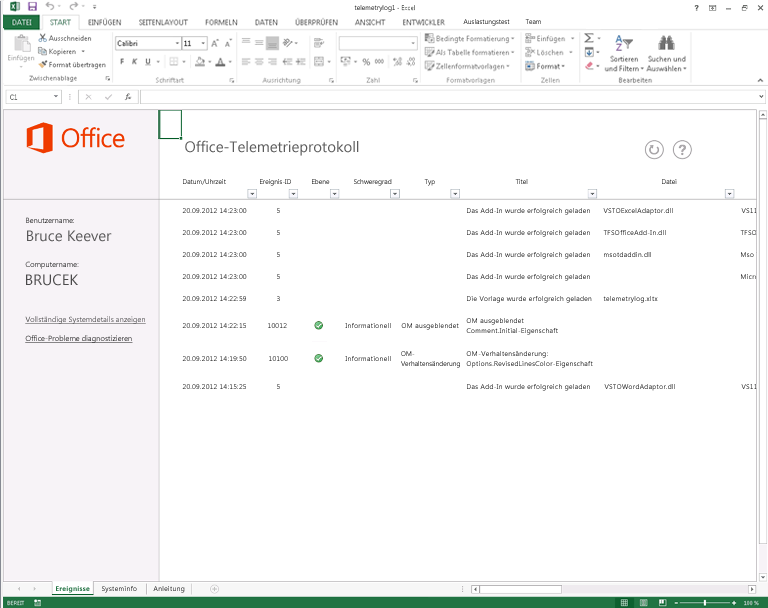 telemetrylog1 - Excel
DATEI START EINFÜGEN SEITENLAYOUT FORMELN DATEN ÜBERPRÜFEN ANSICHT ENTWICKLER Auslastungstest Team
Einfügen
Ausschneiden
Kopieren
Format übertragen
Zwischenablage
Calibri 11
F K U
Schriftart
Ausrichtung
%
Zahl
Bedingte Formatierung
Als Tabelle formatieren
Zellenformatvorlagen
Formatvorlagen
Einfügen
Löschen
Format
Zellen
Sortieren
und Filtern
Suchen und
Auswählen
Bearbeiten
C1
fx
Office
Office-Telemetrieprotokoll
Benutzername:
Bruce Keever
Computername:
BRUCEK
Vollständige Systemdetails anzeigen
Office-Probleme diagnostizieren
Datum/Uhrzeit Ereignis-ID Ebene Schweregrad Typ Titel Datei
20.09.2012 14:23:00 5 Das Add-In wurde erfolgreich geladen VSTOExcelAdaptor.dll VS11
20.09.2012 14:23:00 5 Das Add-In wurde erfolgreich geladen TFSOfficeAdd-In.dll TFSO
20.09.2012 14:23:00 5 Das Add-In wurde erfolgreich geladen msotdaddin.dll Mso
20.09.2012 14:23:00 5 Das Add-In wurde erfolgreich geladen Micro
20.09.2012 14:22:59 3 Die Vorlage wurde erfolgreich geladen telemetrylog.xltx
20.09.2012 14:22:15 10012 Informationell OM ausgeblendet OM ausgeblendet
Comment.Initial-Eigenschaft
20.09.2012 14:19:50 10100 Informationell OM-
Verhaltensänderung OM-Verhaltensänderung:
Options.RevisedLinesColor-Eigenschaft
20.09.2012 14:15:25 5 Das Add-In wurde erfolgreich geladen VSTOWordAdaptor.dll VS11
Ereignisse Systeminfo Anleitung
BEREIT 100 %